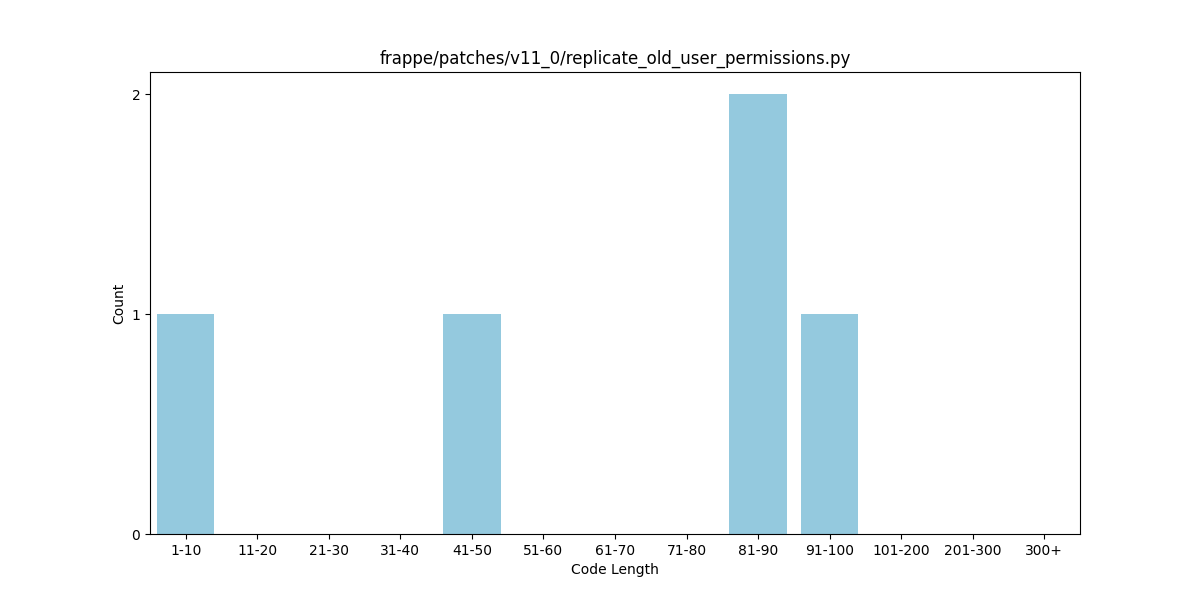 frappe/patches/v11_0/replicate_old_user_permissions.py
2
1
0
Count
1-10 11-20 21-30 31-40 41-50 51-60 61-70 71-80 81-90 91-100 101-200 201-300 300+
Code Length